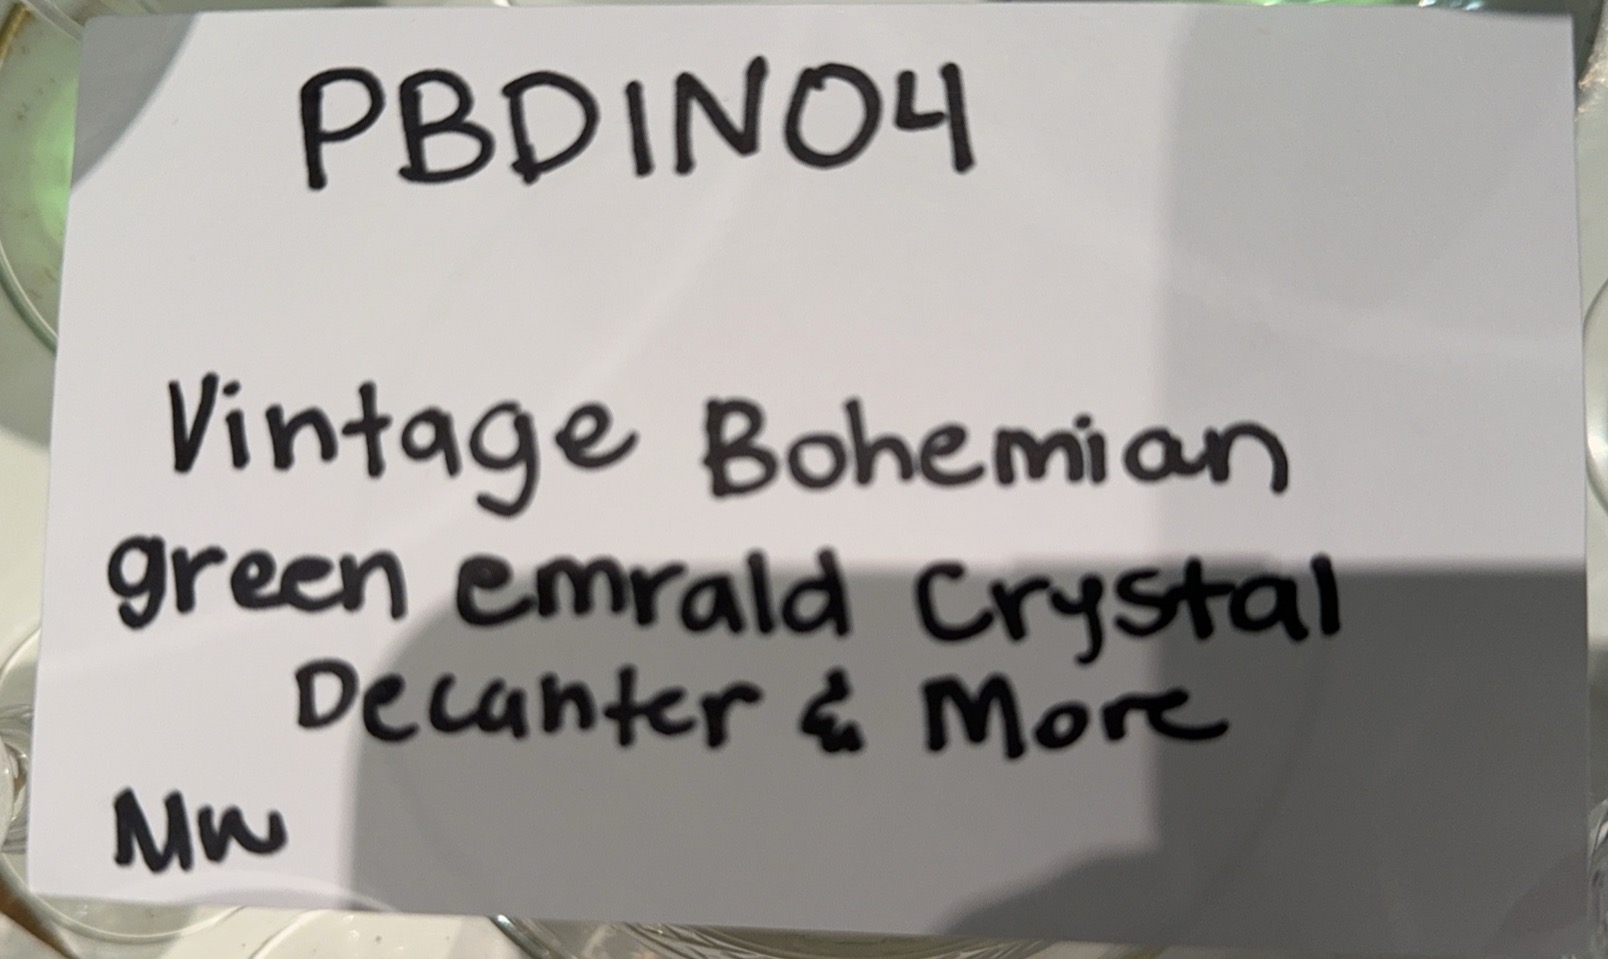 PBDIN04
Vintage Bohemian
green emrald Crystal
Decanter & More
MW